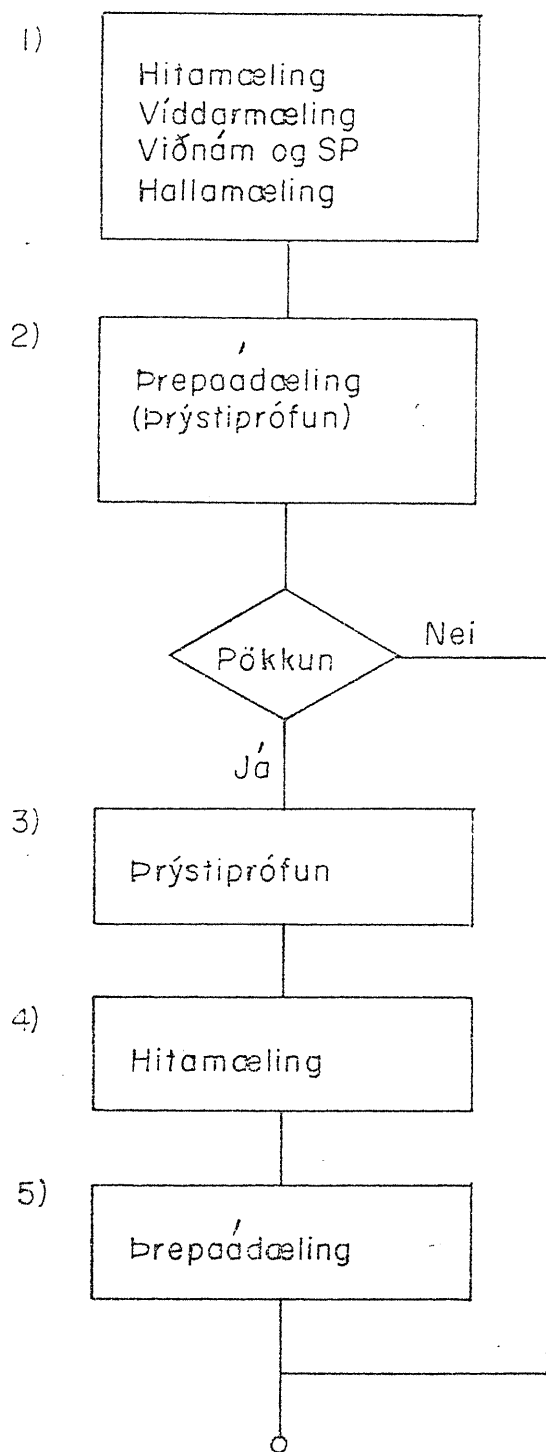 1)
Hitamæling
Víddarmæling
Viðnám og SP
Hallamæling
2)
Þrepaádæling
(Þrýstiprófun)
Pökkun
Nei
Já
3)
Þrýstiprófun
4)
Hitamæling
5)
Þrepaádæling